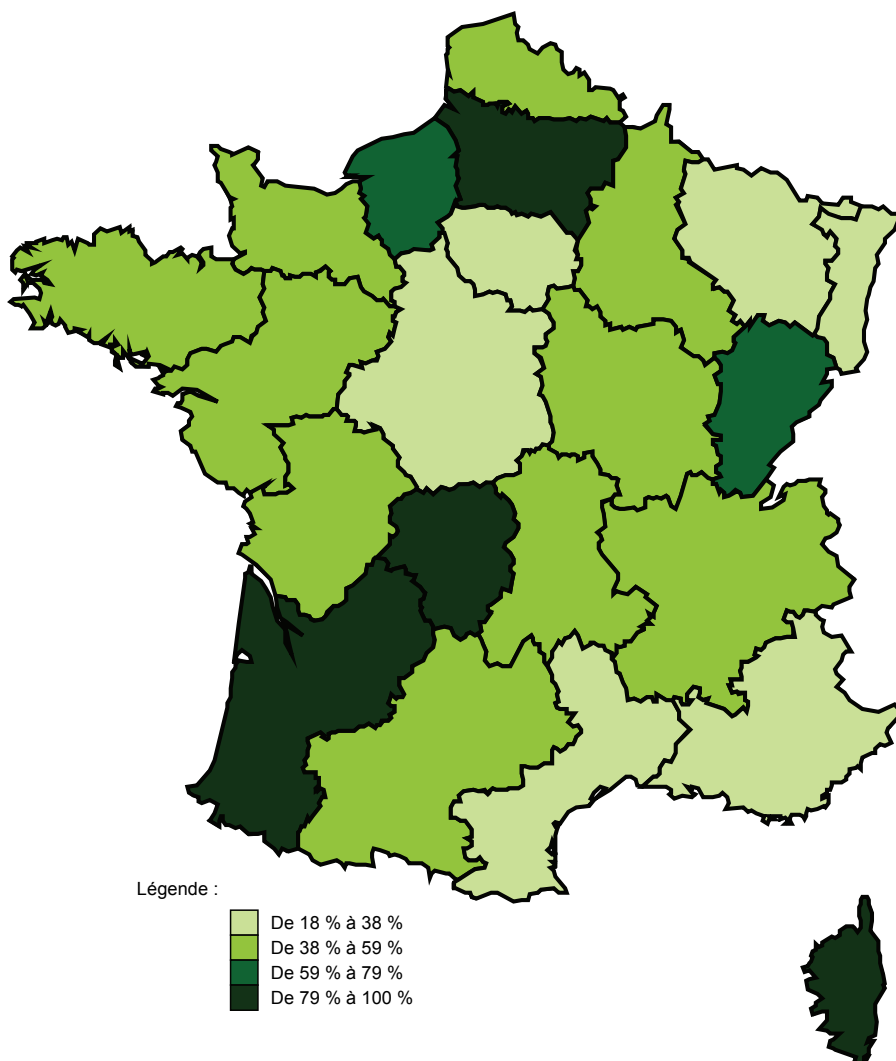 Légende :
De 18 % à 38 %
De 38 % à 59 %
De 59 % à 79 %
De 79 % à 100 %